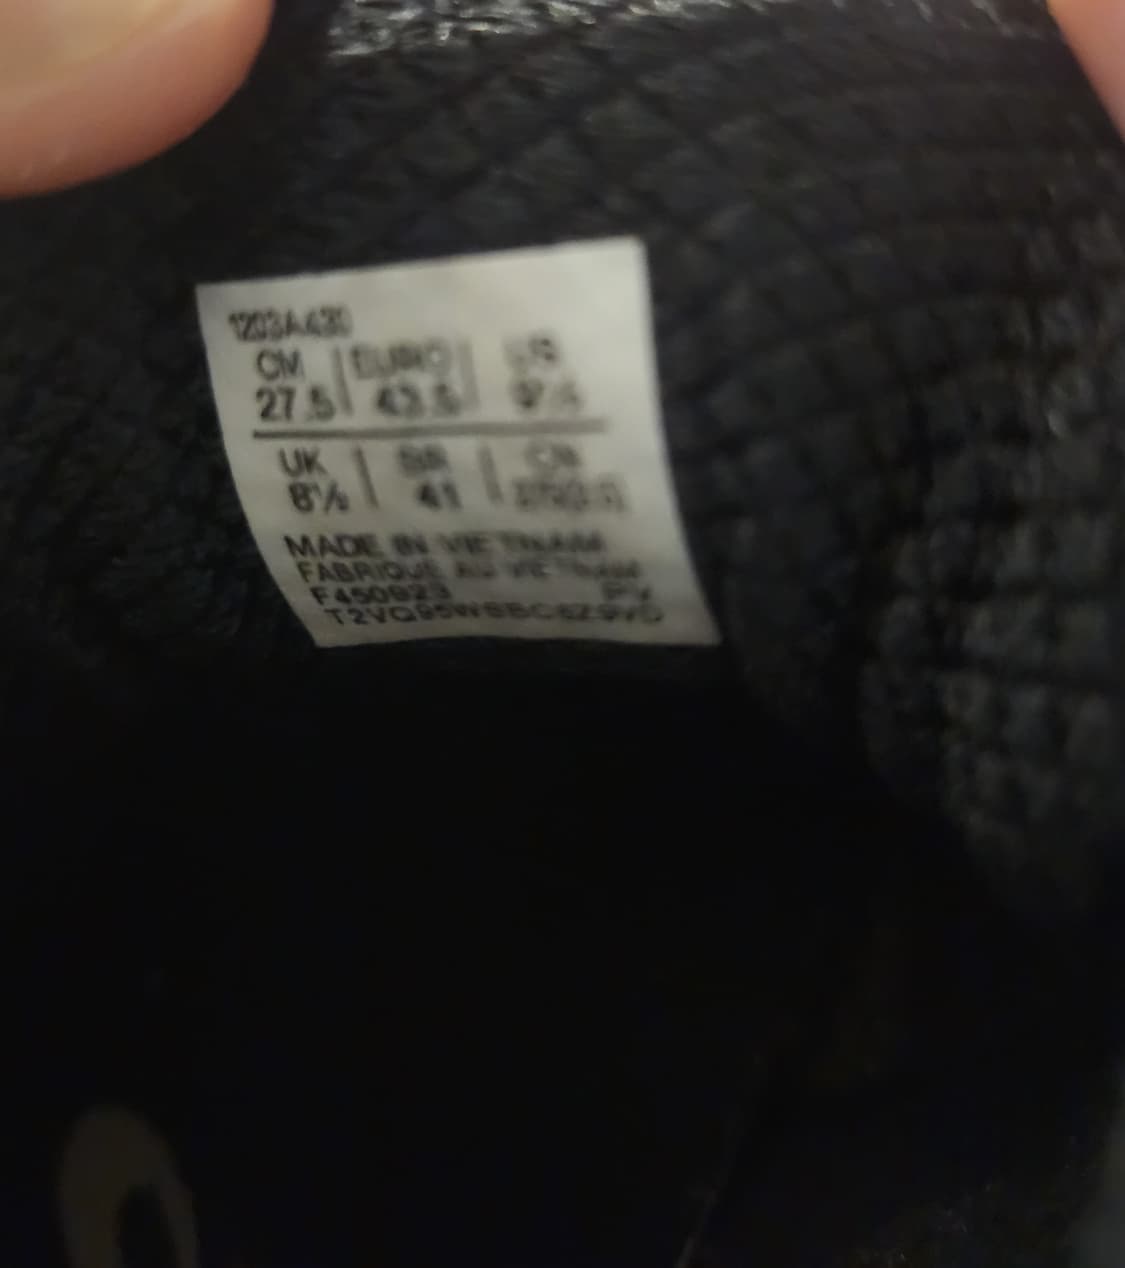 1203A430
CM | EURO | US
27.5 | 43.5 | 9½
UK | BR |
8½ | 41 |
MADE IN VIETNAM
FABRIQUE AU VIETNAM
F450923